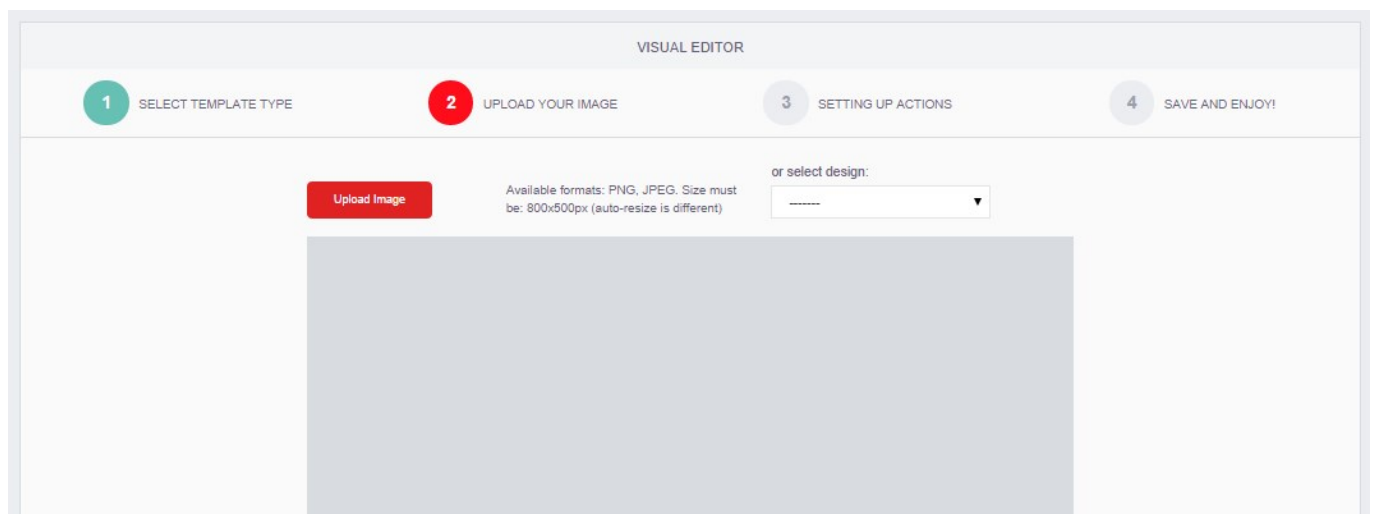 VISUAL EDITOR
1 SELECT TEMPLATE TYPE
2 UPLOAD YOUR IMAGE
3 SETTING UP ACTIONS
4 SAVE AND ENJOY!
Upload Image
Available formats: PNG, JPEG. Size must
be: 800x500px (auto-resize is different)
or select design:
-------